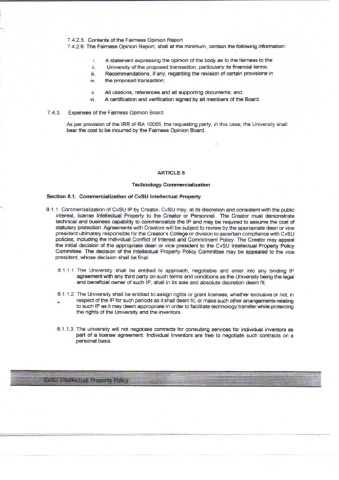 7.4.2.5. Contents of the Fairness Opinion Report
7.4.2.6. The Fairness Opinion Report, shall at the minimum, contain the following information:
i. A statement expressing the opinion of the body as to the fairness to the
ii. University of the proposed transaction, particularly its financial terms;
iii. Recommendations, if any, regarding the revision of certain provisions in
iv. the proposed transaction;
v. All citations, references and all supporting documents; and,
vi. A certification and verification signed by all members of the Board.
7.4.3. Expenses of the Fairness Opinion Board
As per provision of the IRR of RA 10055, the requesting party, in this case, the University shall
bear the cost to be incurred by the Fairness Opinion Board.
ARTICLE 8
Technology Commercialization
Section 8.1. Commercialization of CvSU Intellectual Property
8.1.1. Commercialization of CvSU IP by Creator. CvSU may, at its discretion and consistent with the public
interest, license Intellectual Property to the Creator or Personnel. The Creator must demonstrate
technical and business capability to commercialize the IP and may be required to assume the cost of
statutory protection. Agreements with Creators will be subject to review by the appropriate dean or vice
president ultimately responsible for the Creator's College or division to ascertain compliance with CvSU
policies, including the Individual Conflict of Interest and Commitment Policy. The Creator may appeal
the initial decision of the appropriate dean or vice president to the CvSU Intellectual Property Policy
Committee. The decision of the Intellectual Property Policy Committee may be appealed to the vice
president, whose decision shall be final.
8.1.1.1. The University shall be entitled to approach, negotiate and enter into any binding IP
agreement with any third party on such terms and conditions as the University being the legal
and beneficial owner of such IP, shall in its sole and absolute discretion deem fit.
8.1.1.2. The University shall be entitled to assign rights or grant licenses, whether exclusive or not, in
respect of the IP for such periods as it shall deem fit, or make such other arrangements relating
to such IP as it may deem appropriate in order to facilitate technology transfer while protecting
the rights of the University and the inventors.
8.1.1.3. The university will not negotiate contracts for consulting services for individual inventors as
part of a license agreement. Individual Inventors are free to negotiate such contracts on a
personal basis.
CvSU Intellectual Property Policy